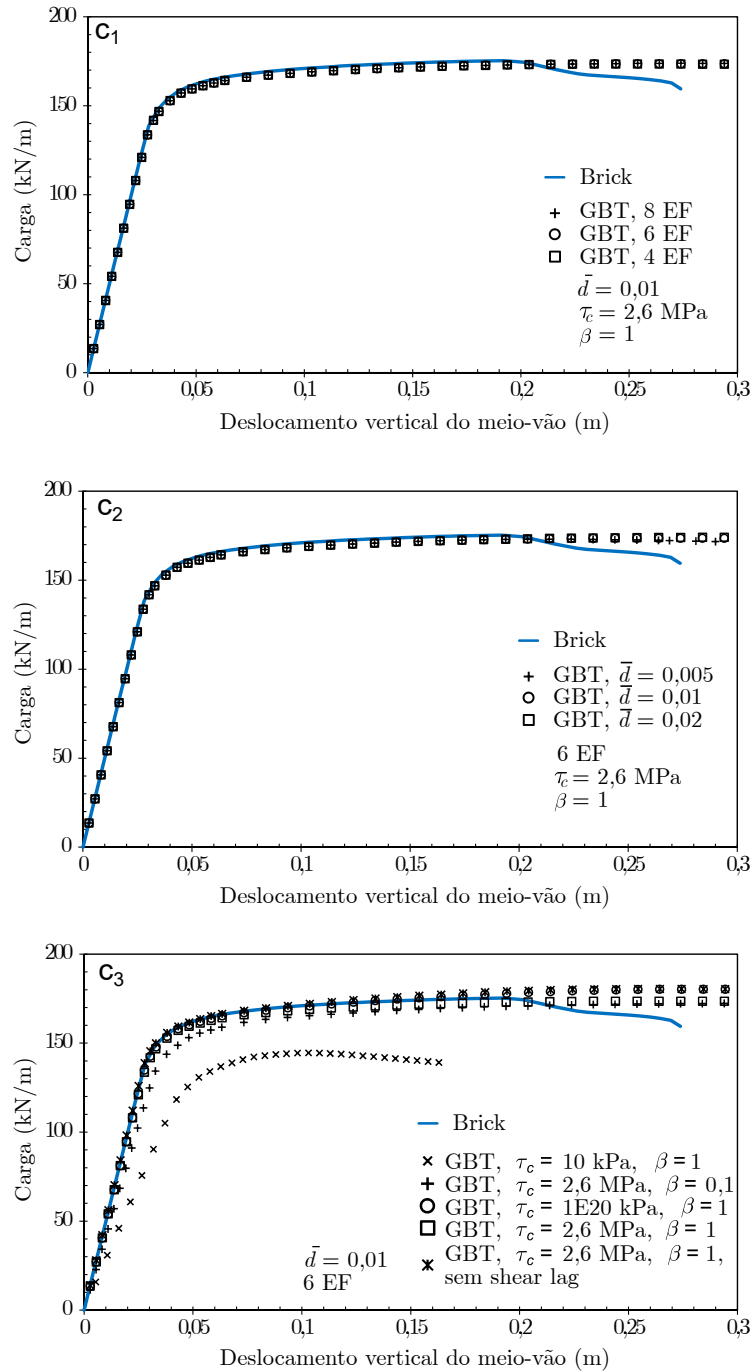 C1
200
150
100
50
0
Carga (kN/m)
Brick
GBT, 8 EF
GBT, 6 EF
GBT, 4 EF
d̄ = 0,01
τc = 2,6 MPa
β = 1
0 0,05 0,1 0,15 0,2 0,25 0,3
Deslocamento vertical do meio-vão (m)
C2
200
150
100
50
0
Carga (kN/m)
Brick
GBT, d̄ = 0,005
GBT, d̄ = 0,01
GBT, d̄ = 0,02
6 EF
τc = 2,6 MPa
β = 1
0 0,05 0,1 0,15 0,2 0,25 0,3
Deslocamento vertical do meio-vão (m)
C3
200
150
100
50
0
Carga (kN/m)
Brick
GBT, τc = 10 kPa, β = 1
GBT, τc = 2,6 MPa, β = 0,1
GBT, τc = 1E20 kPa, β = 1
GBT, τc = 2,6 MPa, β = 1
GBT, τc = 2,6 MPa, β = 1,
sem shear lag
d̄ = 0,01
6 EF
0 0,05 0,1 0,15 0,2 0,25 0,3
Deslocamento vertical do meio-vão (m)